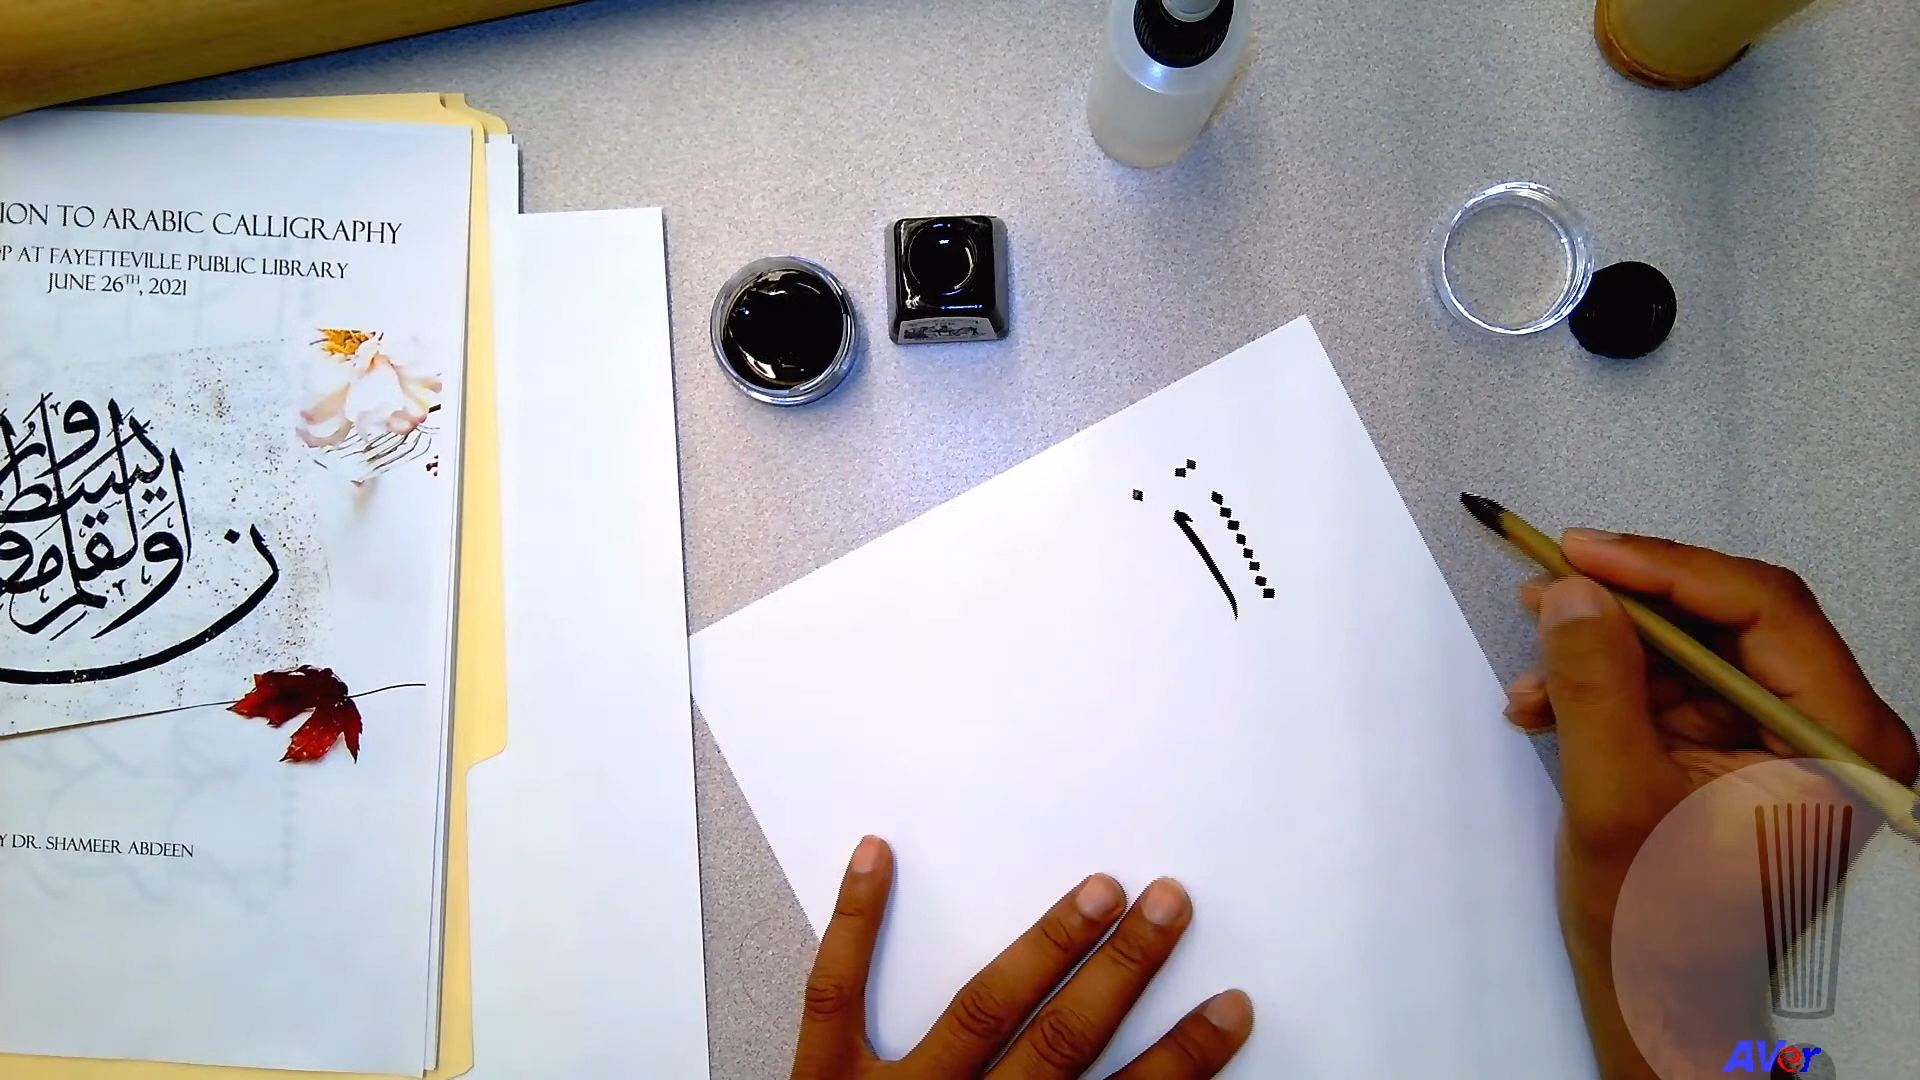 ION TO ARABIC CALLIGRAPHY
OP AT FAYETTEVILLE PUBLIC LIBRARY
JUNE 26TH, 2021
ن والقلم وما يسطرون
Y DR. SHAMEER ABDEEN
ا
AVer